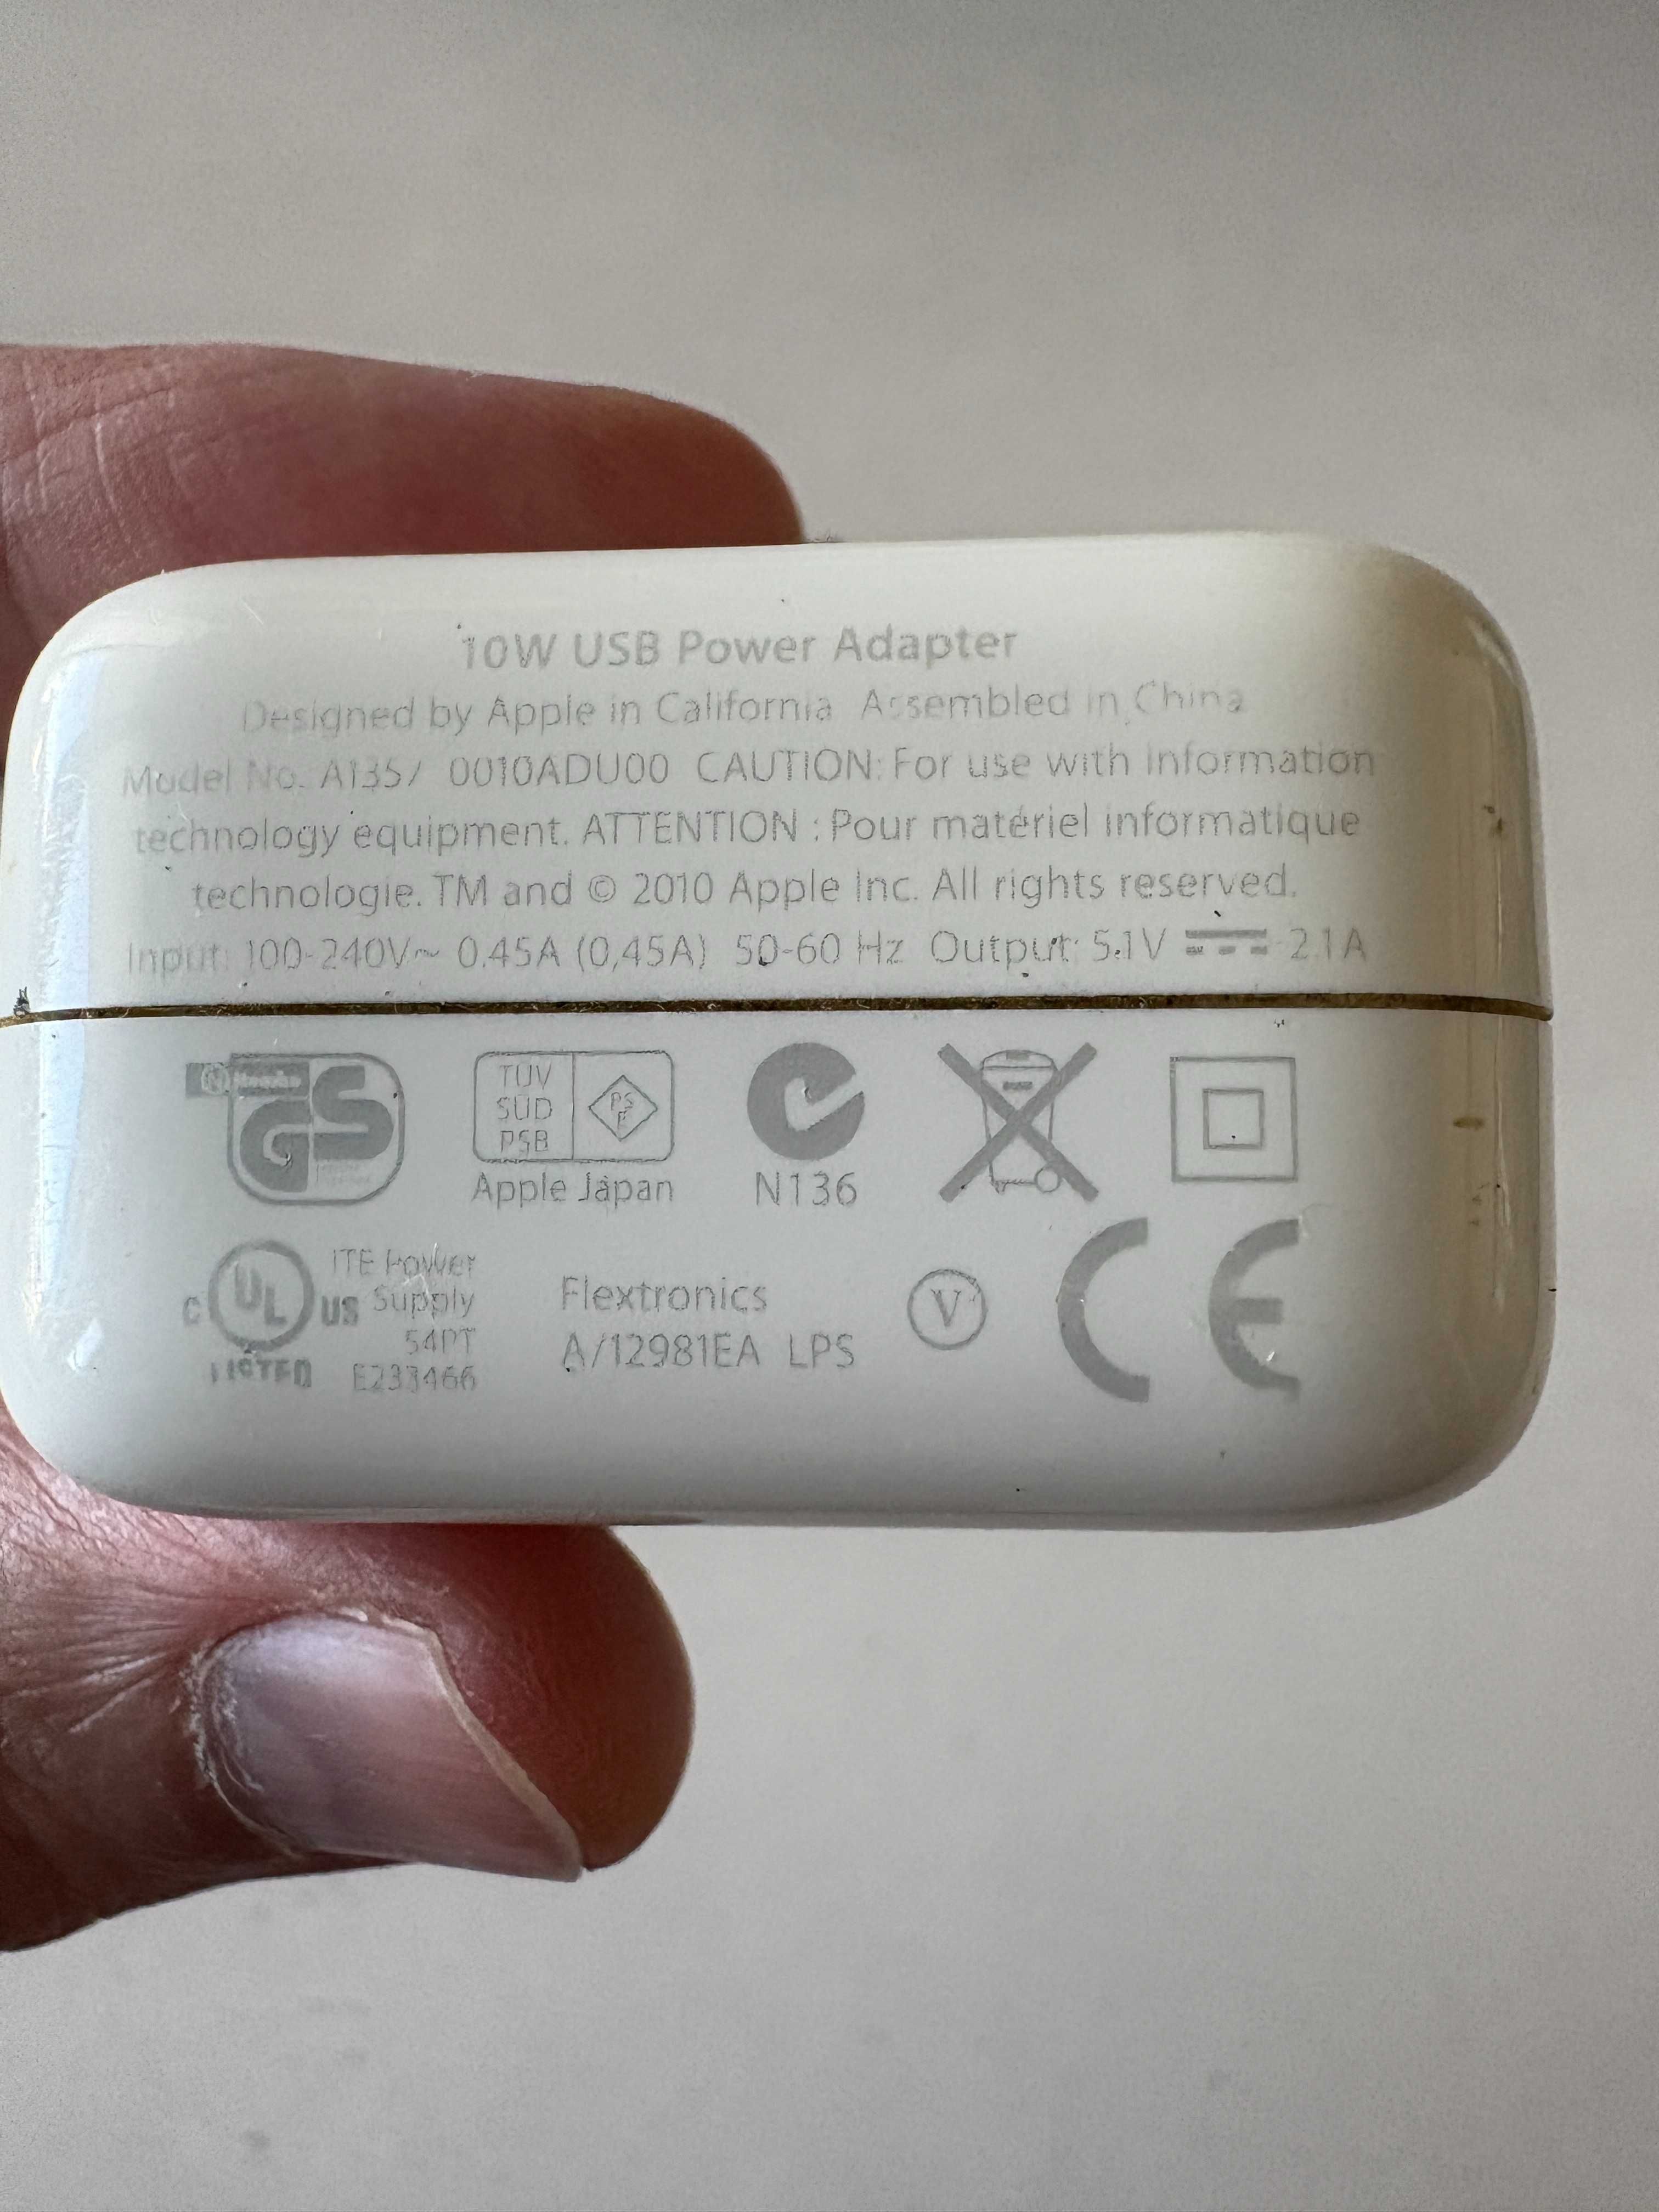 10W USB Power Adapter
Designed by Apple in California Assembled in China
Model No. A1357 0010ADU00 CAUTION: For use with information
technology equipment. ATTENTION : Pour matériel informatique
technologie. TM and © 2010 Apple Inc. All rights reserved.
Input: 100-240V~ 0.45A (0,45A) 50-60 Hz Output: 5.1V ⎓ 2.1A
GS
TÜV
SÜD
PSB
PS
E
Apple Japan
N136
C UL US
LISTED
ITE Power
Supply
54PT
E233466
Flextronics
A/12981EA LPS
V
CE